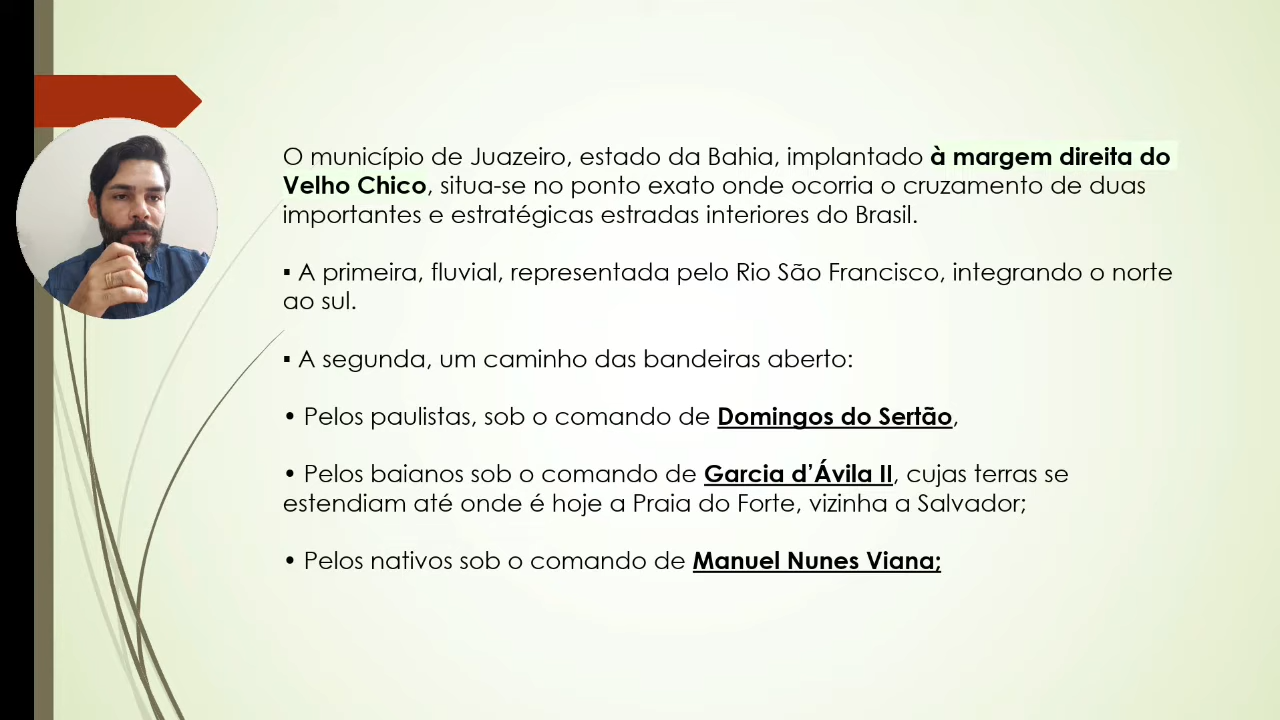 O município de Juazeiro, estado da Bahia, implantado à margem direita do
Velho Chico, situa-se no ponto exato onde ocorria o cruzamento de duas
importantes e estratégicas estradas interiores do Brasil.
▪ A primeira, fluvial, representada pelo Rio São Francisco, integrando o norte
ao sul.
▪ A segunda, um caminho das bandeiras aberto:
• Pelos paulistas, sob o comando de Domingos do Sertão,
• Pelos baianos sob o comando de Garcia d’Ávila II, cujas terras se
estendiam até onde é hoje a Praia do Forte, vizinha a Salvador;
• Pelos nativos sob o comando de Manuel Nunes Viana;